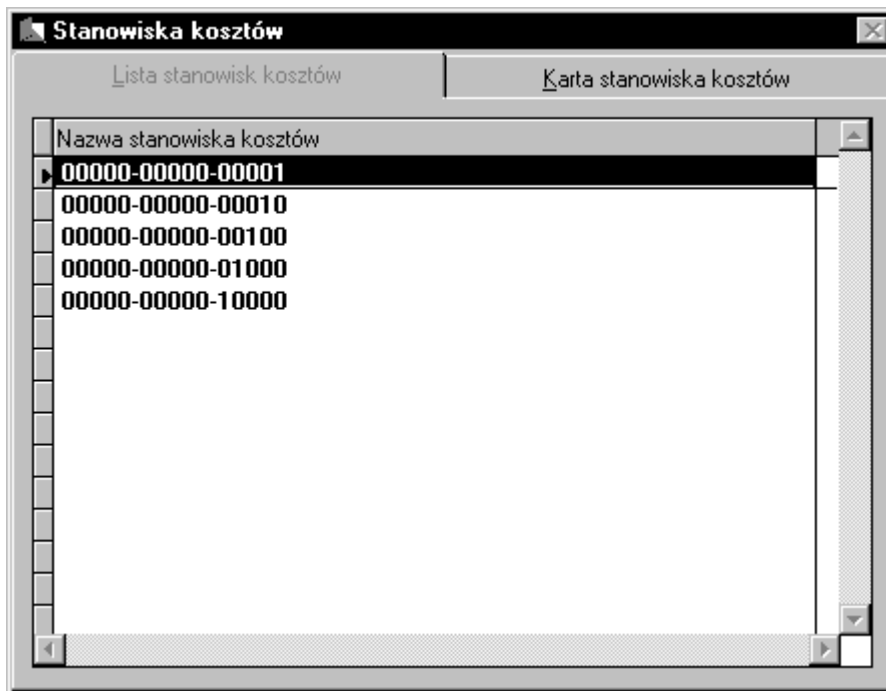 Stanowiska kosztów
Lista stanowisk kosztów
Karta stanowiska kosztów
Nazwa stanowiska kosztów
00000-00000-00001
00000-00000-00010
00000-00000-00100
00000-00000-01000
00000-00000-10000